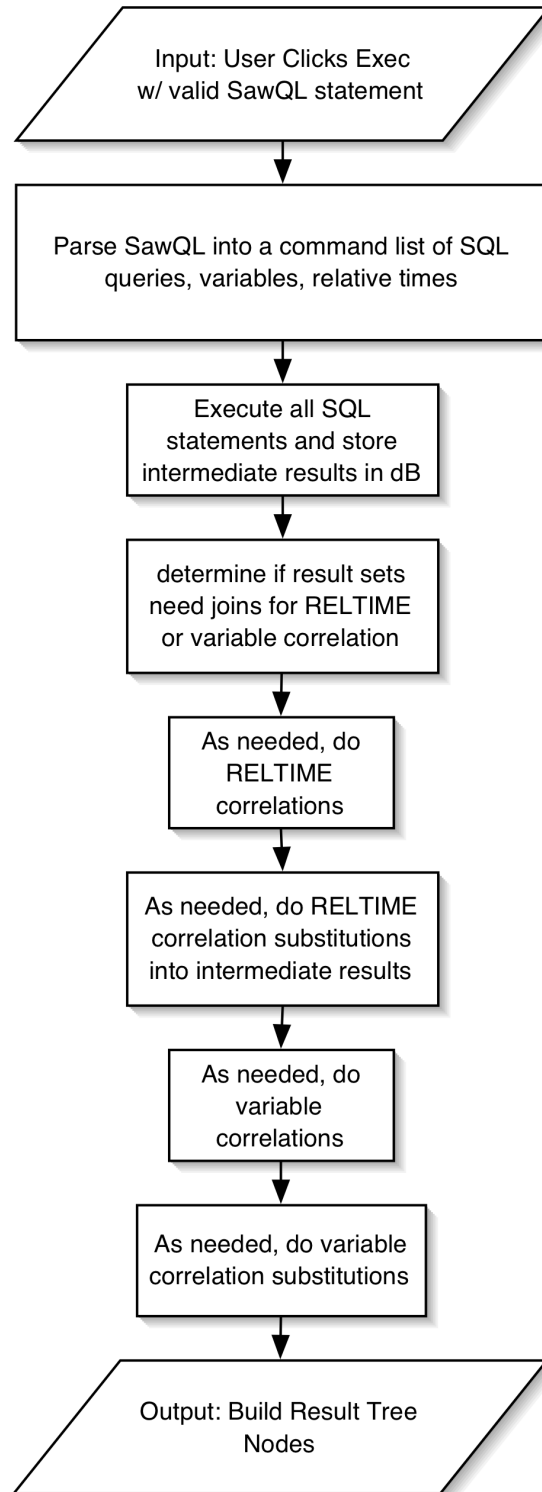 Input: User Clicks Exec
w/ valid SawQL statement
Parse SawQL into a command list of SQL
queries, variables, relative times
Execute all SQL
statements and store
intermediate results in dB
determine if result sets
need joins for RELTIME
or variable correlation
As needed, do
RELTIME
correlations
As needed, do RELTIME
correlation substitutions
into intermediate results
As needed, do
variable
correlations
As needed, do variable
correlation substitutions
Output: Build Result Tree
Nodes